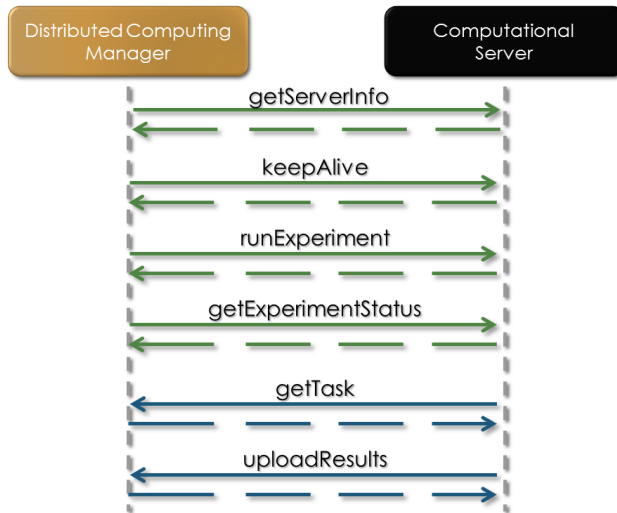 Distributed Computing
Manager
Computational
Server
getServerInfo
keepAlive
runExperiment
getExperimentStatus
getTask
uploadResults